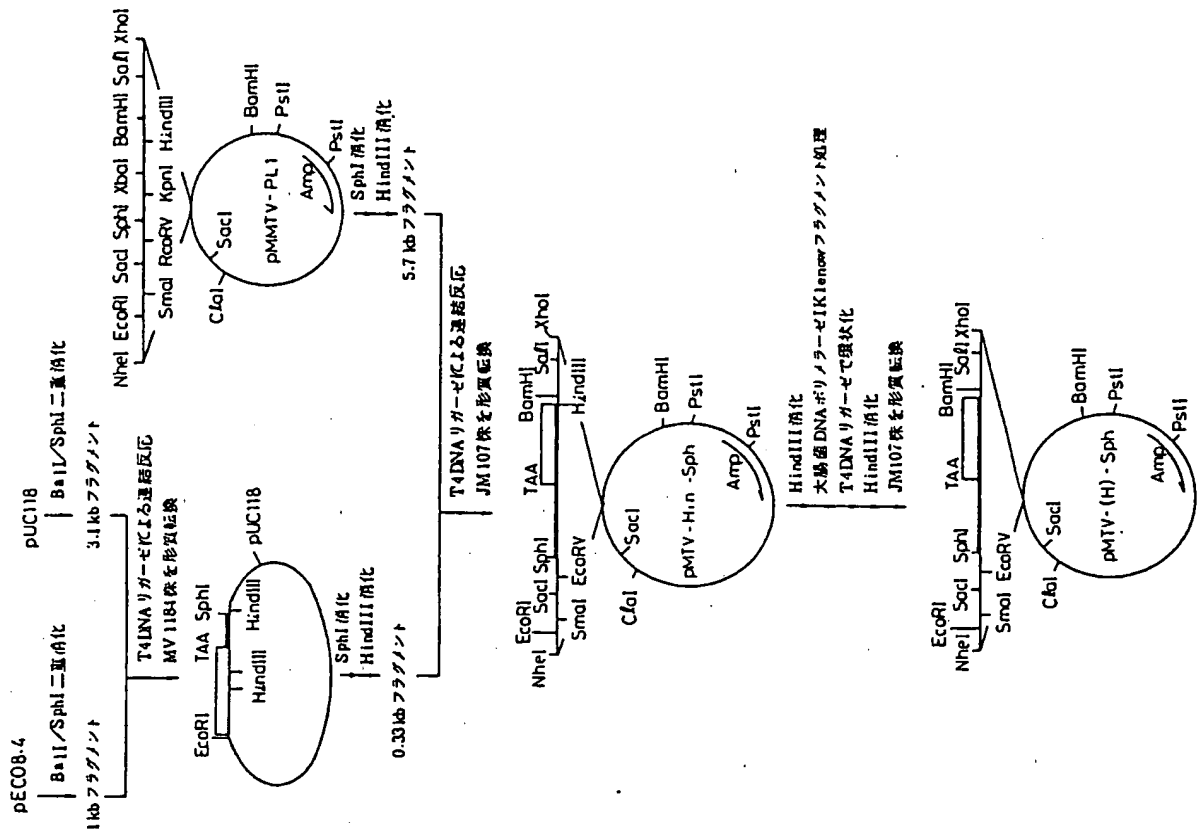 pECO8-4
Ball/SphI二重消化
1kbフラグメント
pUC118
Ball/SphI二重消化
3.1kbフラグメント
T4DNAリガーゼによる連結反応
MV1184株を形質転換
EcoRI TAA SphI
HindIII HindIII
pUC118
SphI消化
HindIII消化
0.33kbフラグメント
NheI EcoRI SacI SphI XbaI BamHI SalI XhoI
SmaI RcoRV KpnI HindIII
ClaI
SacI
BamHI
PstI
pMMTV-PL1
Amp
PstI
SphI消化
HindIII消化
5.7kbフラグメント
T4DNAリガーゼによる連結反応
JM107株を形質転換
EcoRI SacI SphI TAA BamHI SalI XhoI
NheI SmaI EcoRV HindIII
ClaI
SacI
BamHI
PstI
pMTV-Hin-Sph
Amp
PstI
HindIII消化
大腸菌DNAポリメラーゼIKlenowフラグメント処理
T4DNAリガーゼで環状化
HindIII消化
JM107株を形質転換
EcoRI SacI SphI TAA BamHI SalI XhoI
NheI SmaI EcoRV
ClaI
SacI
BamHI
PstI
pMTV-(H)-Sph
Amp
PstI